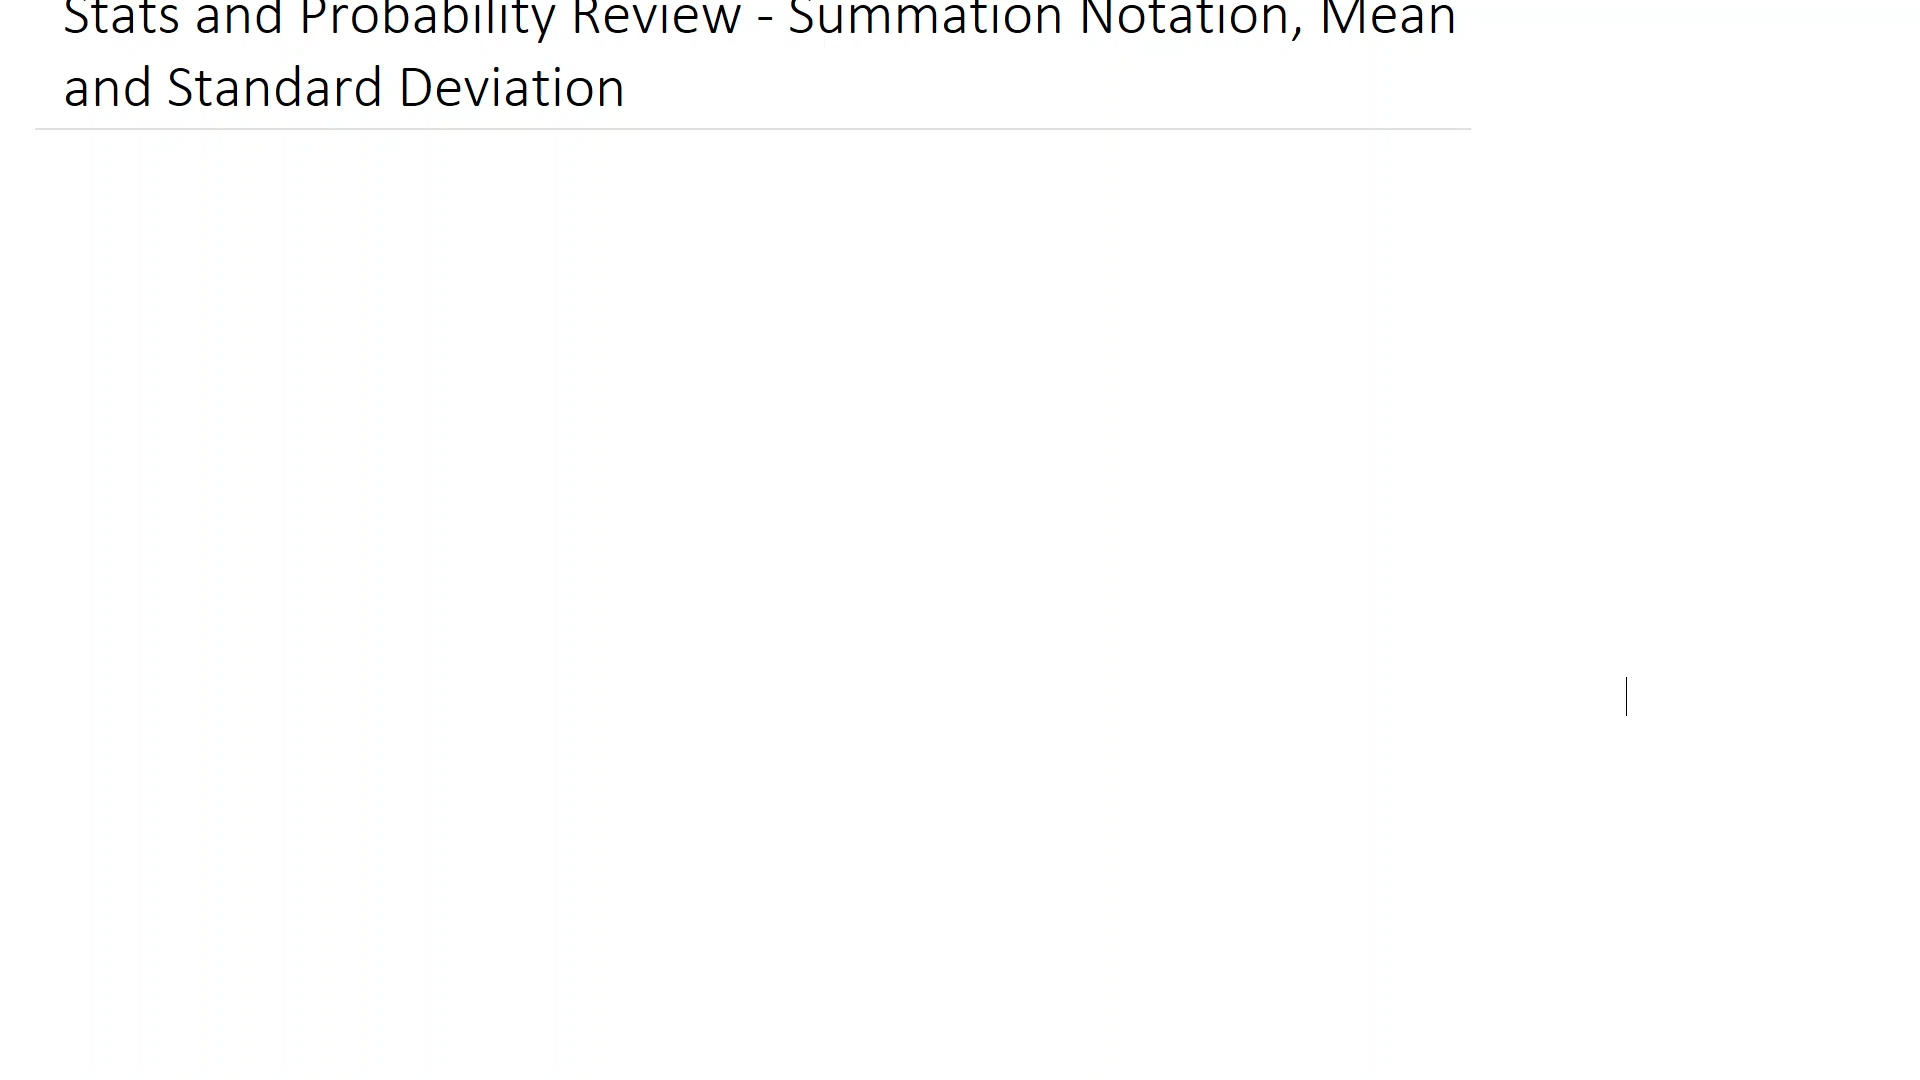 Stats and Probability Review - Summation Notation, Mean
and Standard Deviation